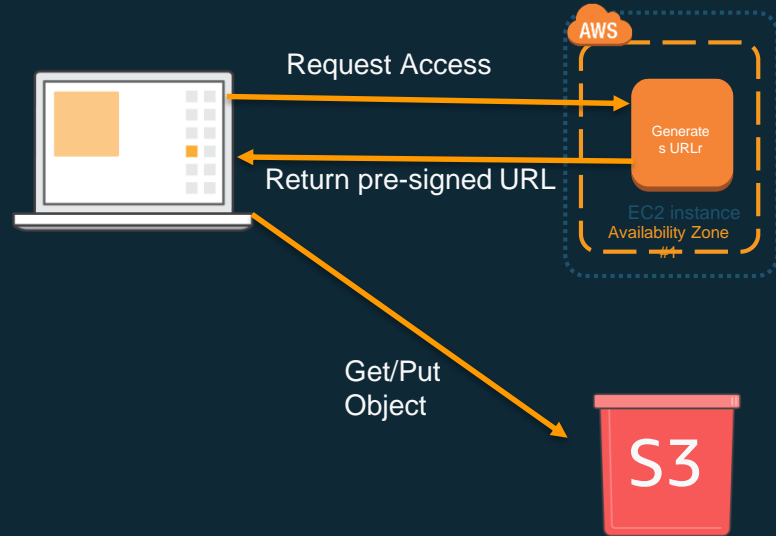 AWS
Request Access
Generate
s URLr
Return pre-signed URL
EC2 instance
Availability Zone
#1
Get/Put
Object
S3